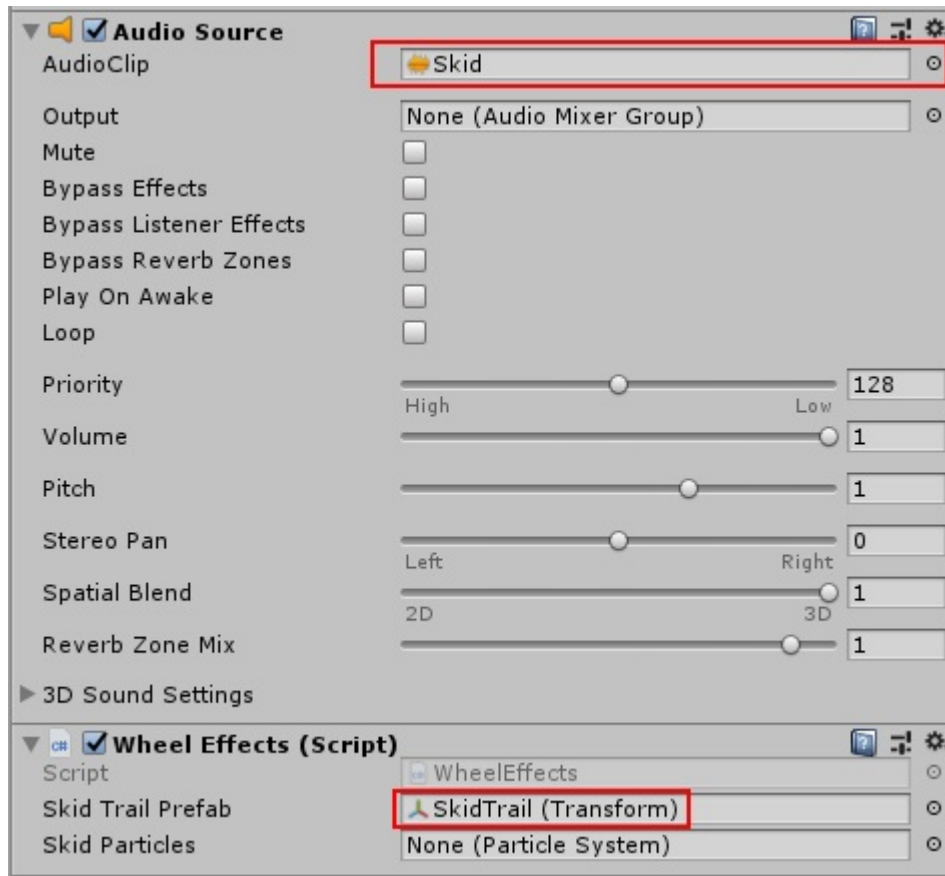 Audio Source
AudioClip Skid
Output None (Audio Mixer Group)
Mute
Bypass Effects
Bypass Listener Effects
Bypass Reverb Zones
Play On Awake
Loop
Priority 128
High Low
Volume 1
Pitch 1
Stereo Pan 0
Left Right
Spatial Blend 1
2D 3D
Reverb Zone Mix 1
3D Sound Settings
C# Wheel Effects (Script)
Script WheelEffects
Skid Trail Prefab SkidTrail (Transform)
Skid Particles None (Particle System)